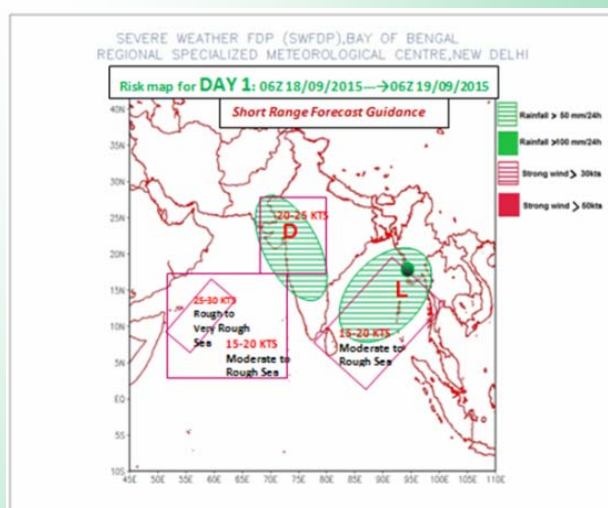 SEVERE WEATHER FDP (SWFDP),BAY OF BENGAL
REGIONAL SPECIALIZED METEOROLOGICAL CENTRE,NEW DELHI
Risk map for DAY 1: 06Z 18/09/2015--→06Z 19/09/2015
Short Range Forecast Guidance
40N
35N
30N
25N
20N
15N
10N
5N
EQ
5S
10S
45E 50E 55E 60E 65E 70E 75E 80E 85E 90E 95E 100E 105E 110E
20-25 KTS
D
L
25-30 KTS
Rough to
Very Rough
Sea
15-20 KTS
Moderate to
Rough Sea
15-20 KTS
Moderate to
Rough Sea
Rainfall > 50 mm/24h
Rainfall >100 mm/24h
Strong wind > 30kts
Strong wind > 50kts